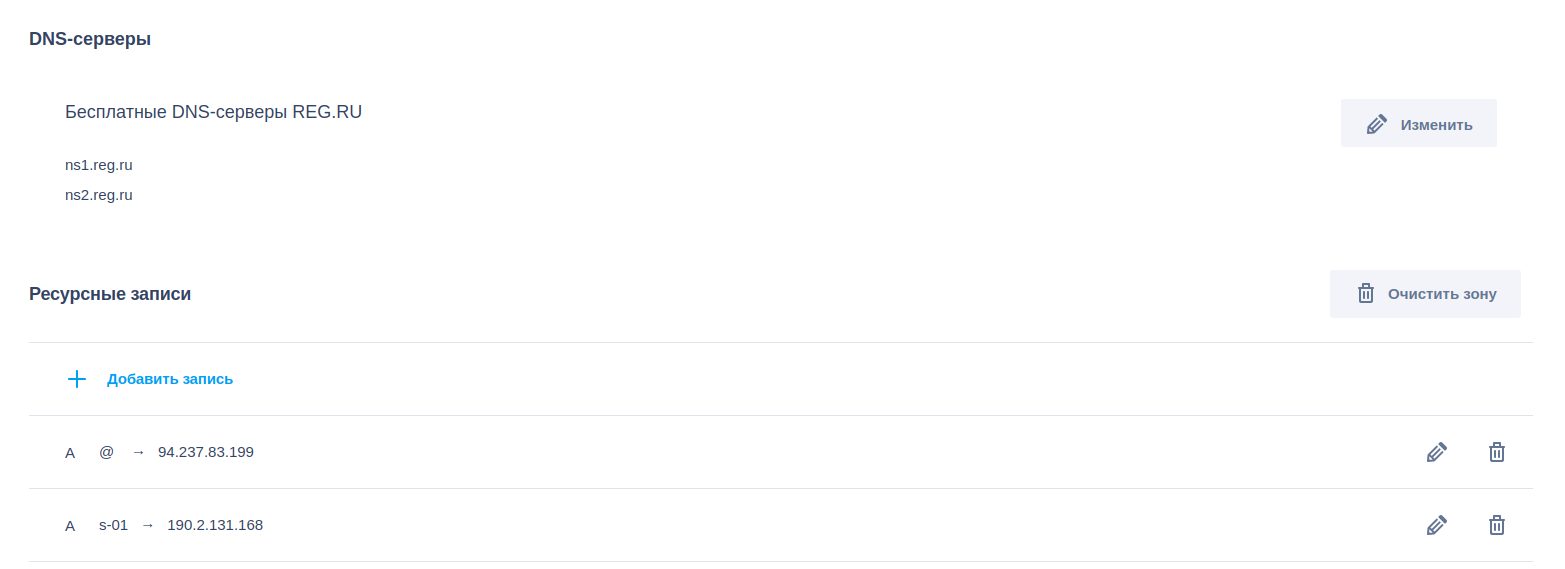 DNS-серверы
Бесплатные DNS-серверы REG.RU
Изменить
ns1.reg.ru
ns2.reg.ru
Ресурсные записи
Очистить зону
Добавить запись
A @ → 94.237.83.199
A s-01 → 190.2.131.168